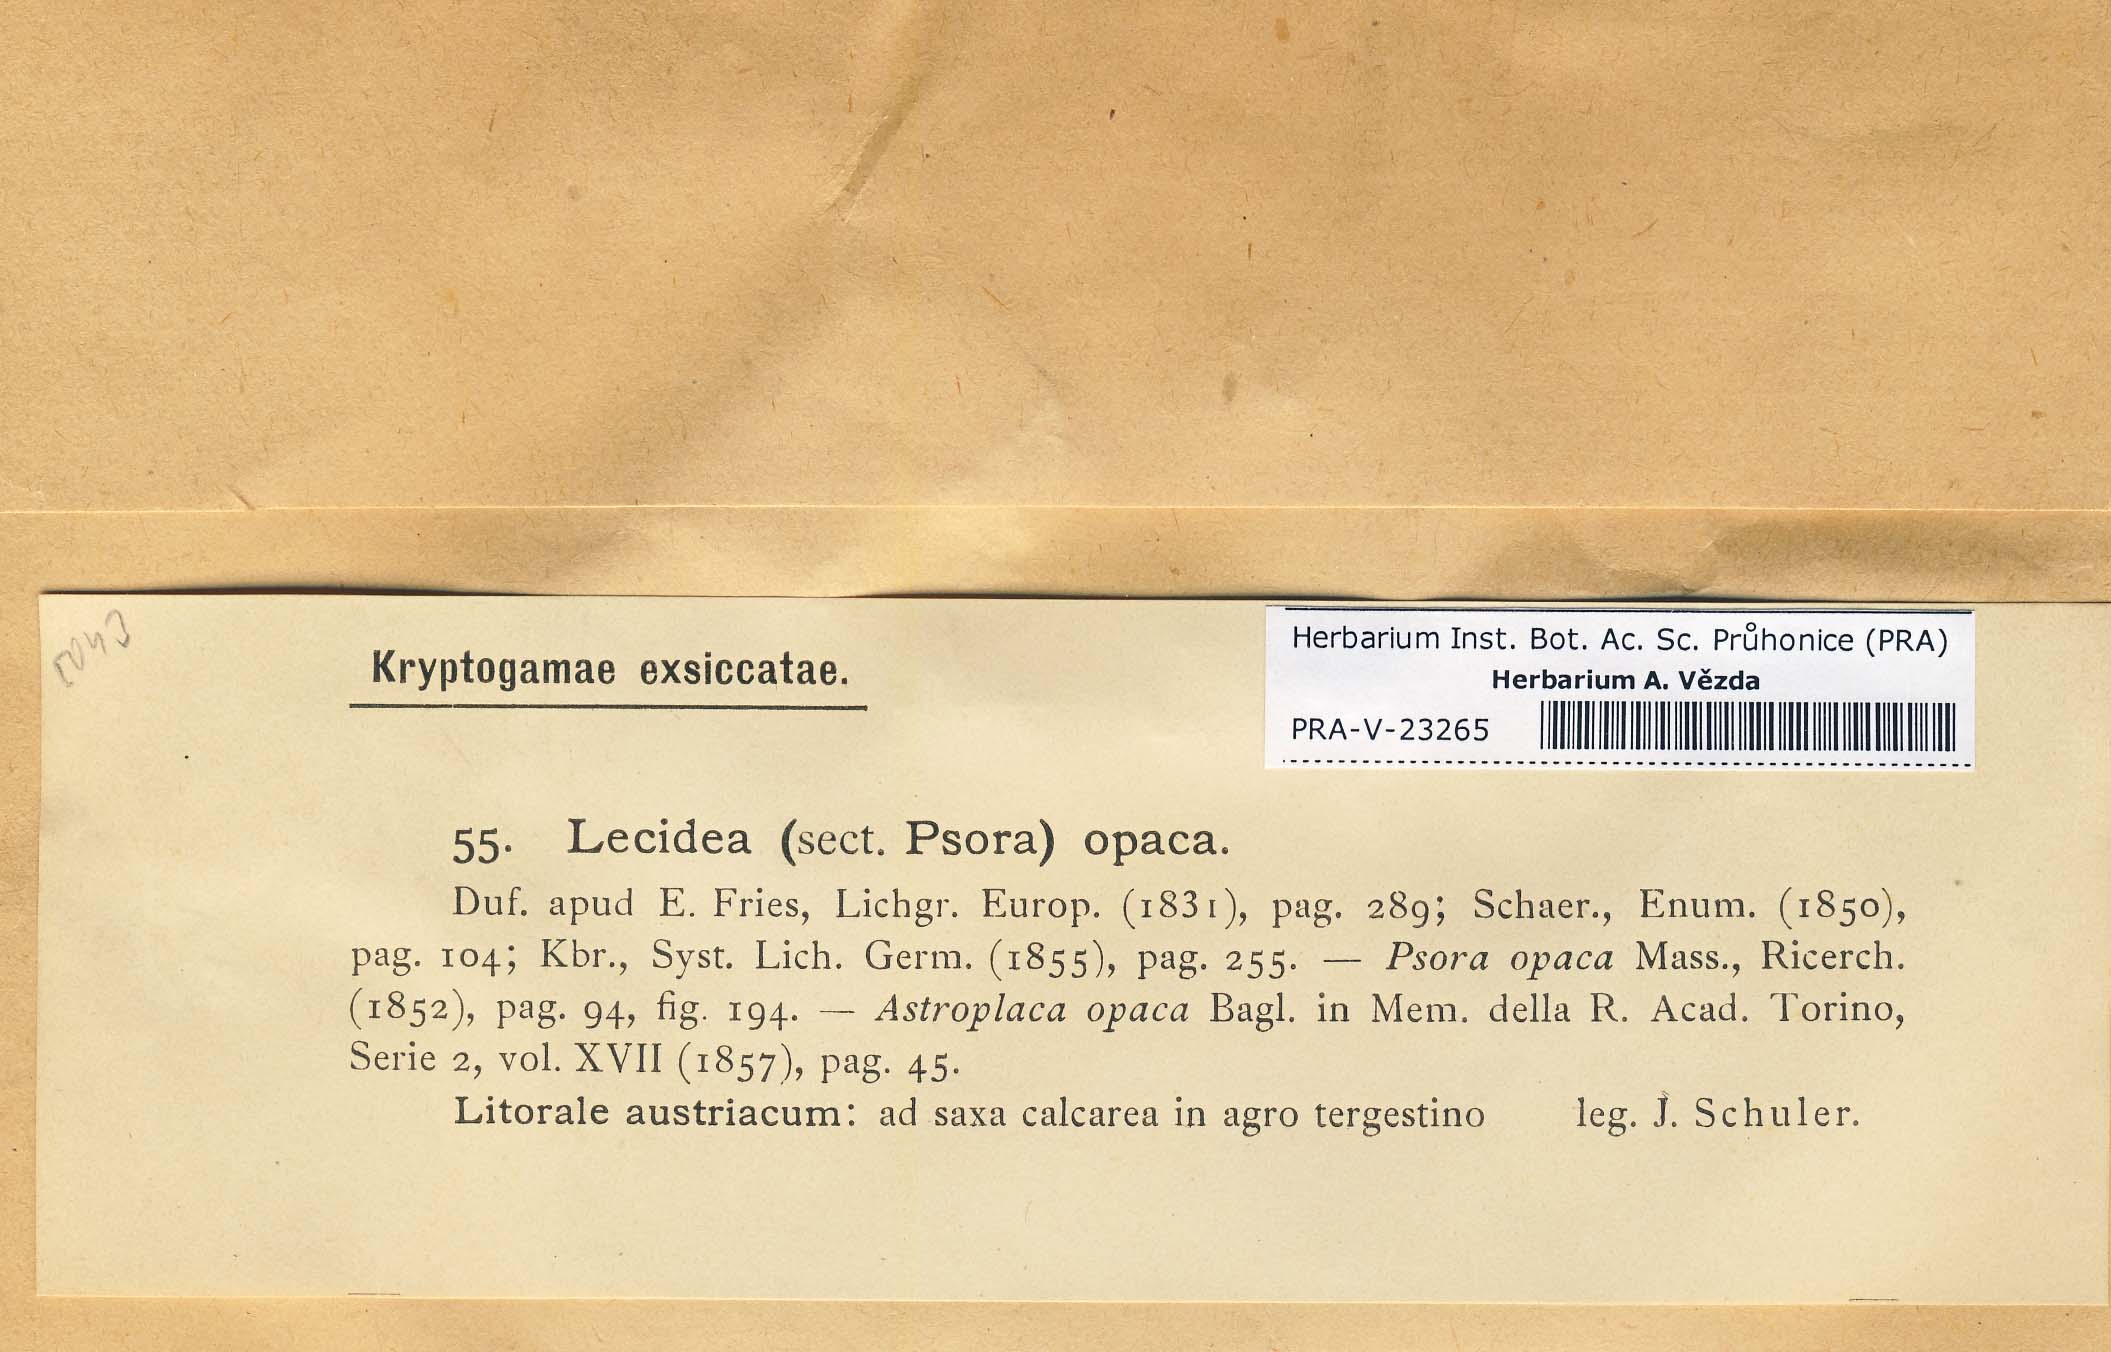 Kryptogamae exsiccatae.
Herbarium Inst. Bot. Ac. Sc. Průhonice (PRA)
Herbarium A. Vězda
PRA-V-23265
55. Lecidea (sect. Psora) opaca.
Duf. apud E. Fries, Lichgr. Europ. (1831), pag. 289; Schaer., Enum. (1850),
pag. 104; Kbr., Syst. Lich. Germ. (1855), pag. 255. — Psora opaca Mass., Ricerch.
(1852), pag. 94, fig. 194. — Astroplaca opaca Bagl. in Mem. della R. Acad. Torino,
Serie 2, vol. XVII (1857), pag. 45.
Litorale austriacum: ad saxa calcarea in agro tergestino leg. J. Schuler.